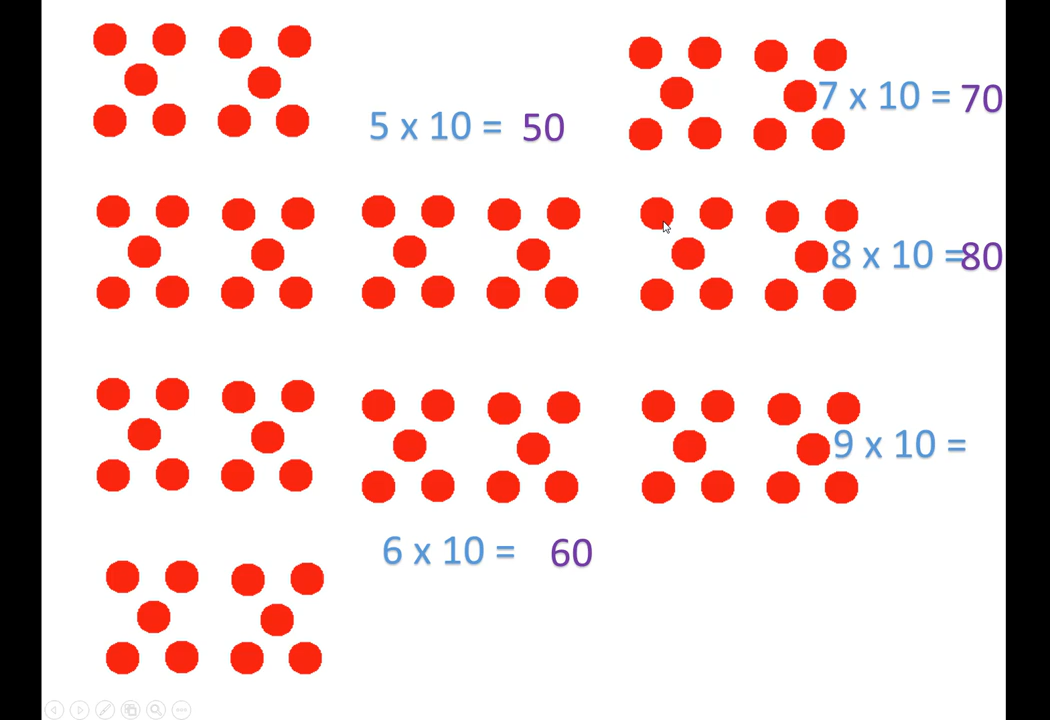 5 x 10 = 50
7 x 10 = 70
8 x 10 = 80
9 x 10 =
6 x 10 = 60